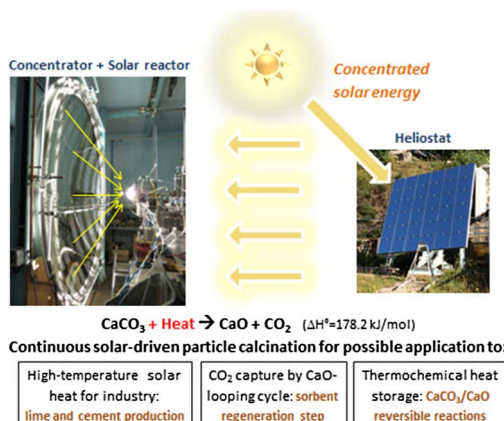 Concentrator + Solar reactor
Concentrated
solar energy
Heliostat
CaCO₃ + Heat → CaO + CO₂ (ΔH°=178.2 kJ/mol)
Continuous solar-driven particle calcination for possible application to:
High-temperature solar
heat for industry:
lime and cement production
CO₂ capture by CaO-
looping cycle: sorbent
regeneration step
Thermochemical heat
storage: CaCO₃/CaO
reversible reactions